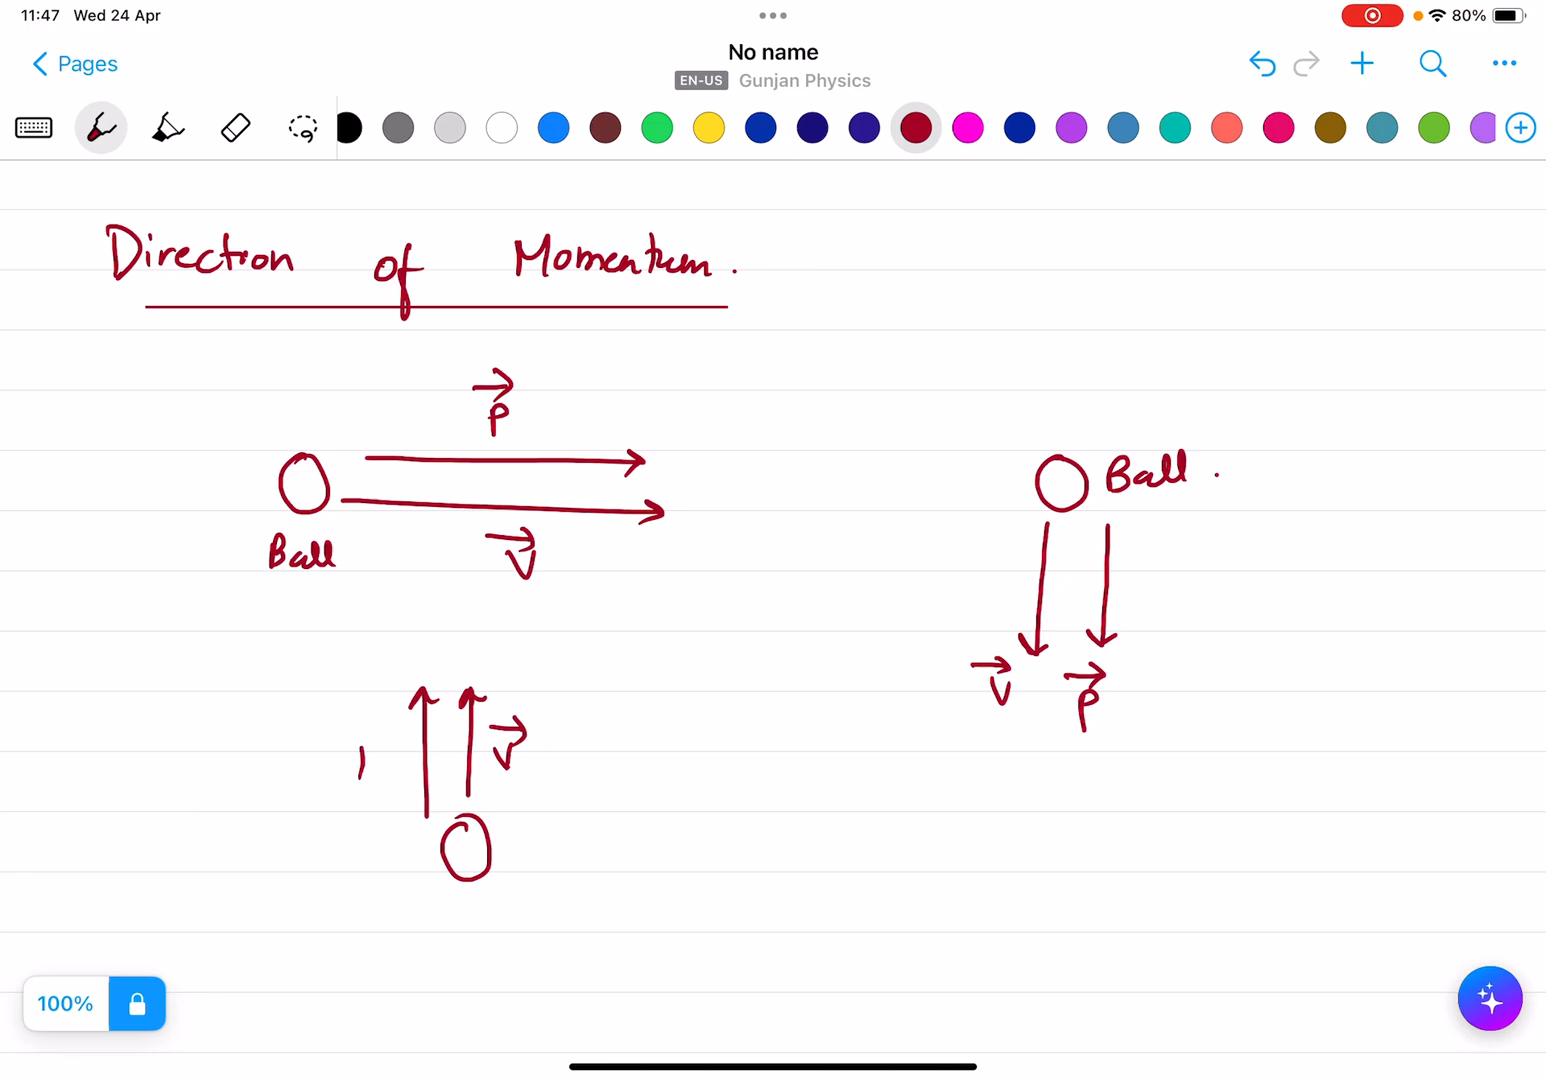 11:47 Wed 24 Apr
80%
No name
Pages
EN-US Gunjan Physics
Direction of Momentum.
P
Ball
V
Ball.
V
P
V
100%